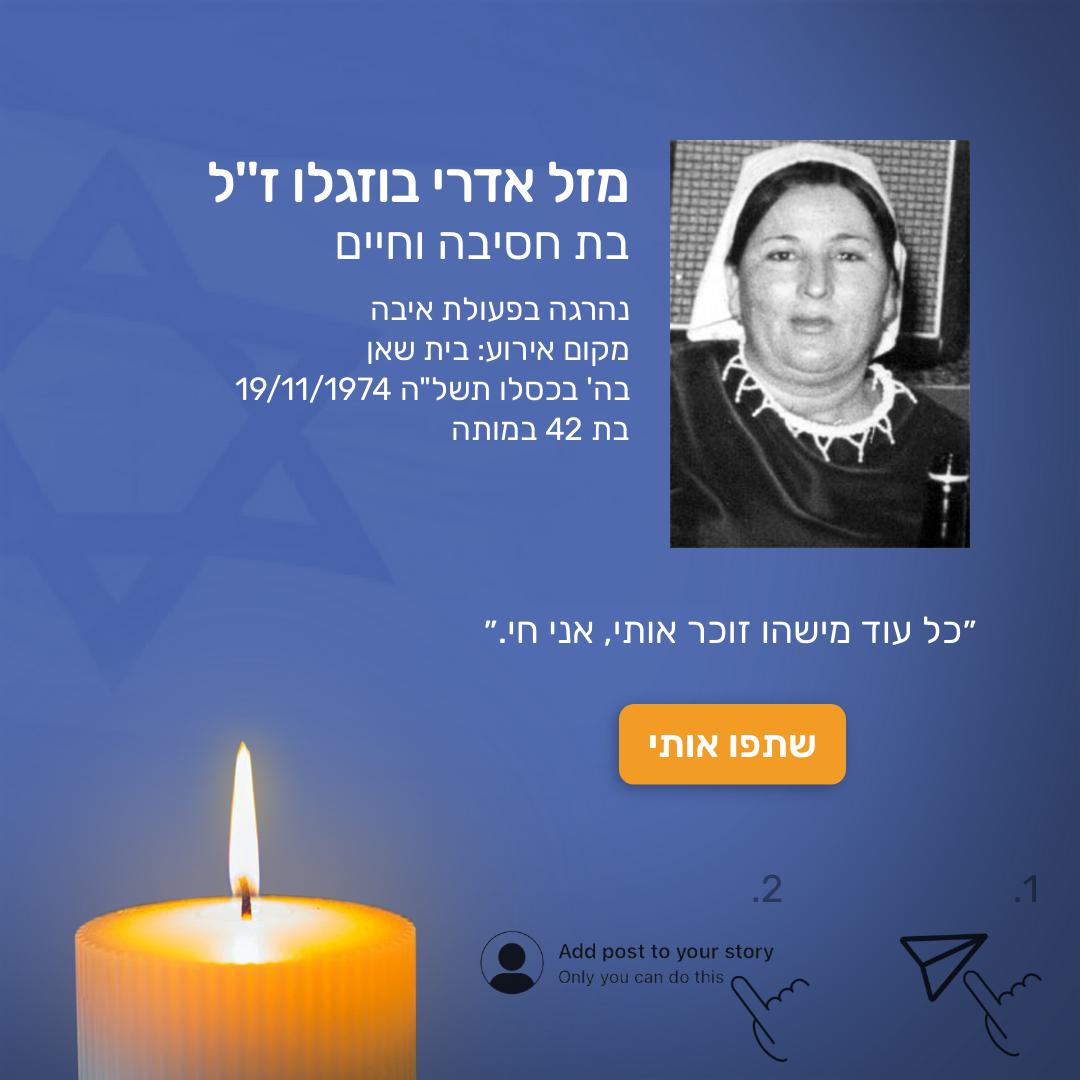 מזל אדרי בוזגלו ז"ל
בת חסיבה וחיים
נהרגה בפעולת איבה
מקום אירוע: בית שאן
בה' בכסלו תשל"ה 19/11/1974
בת 42 במותה
״כל עוד מישהו זוכר אותי, אני חי.״
שתפו אותי
1.
2.
Add post to your story
Only you can do this